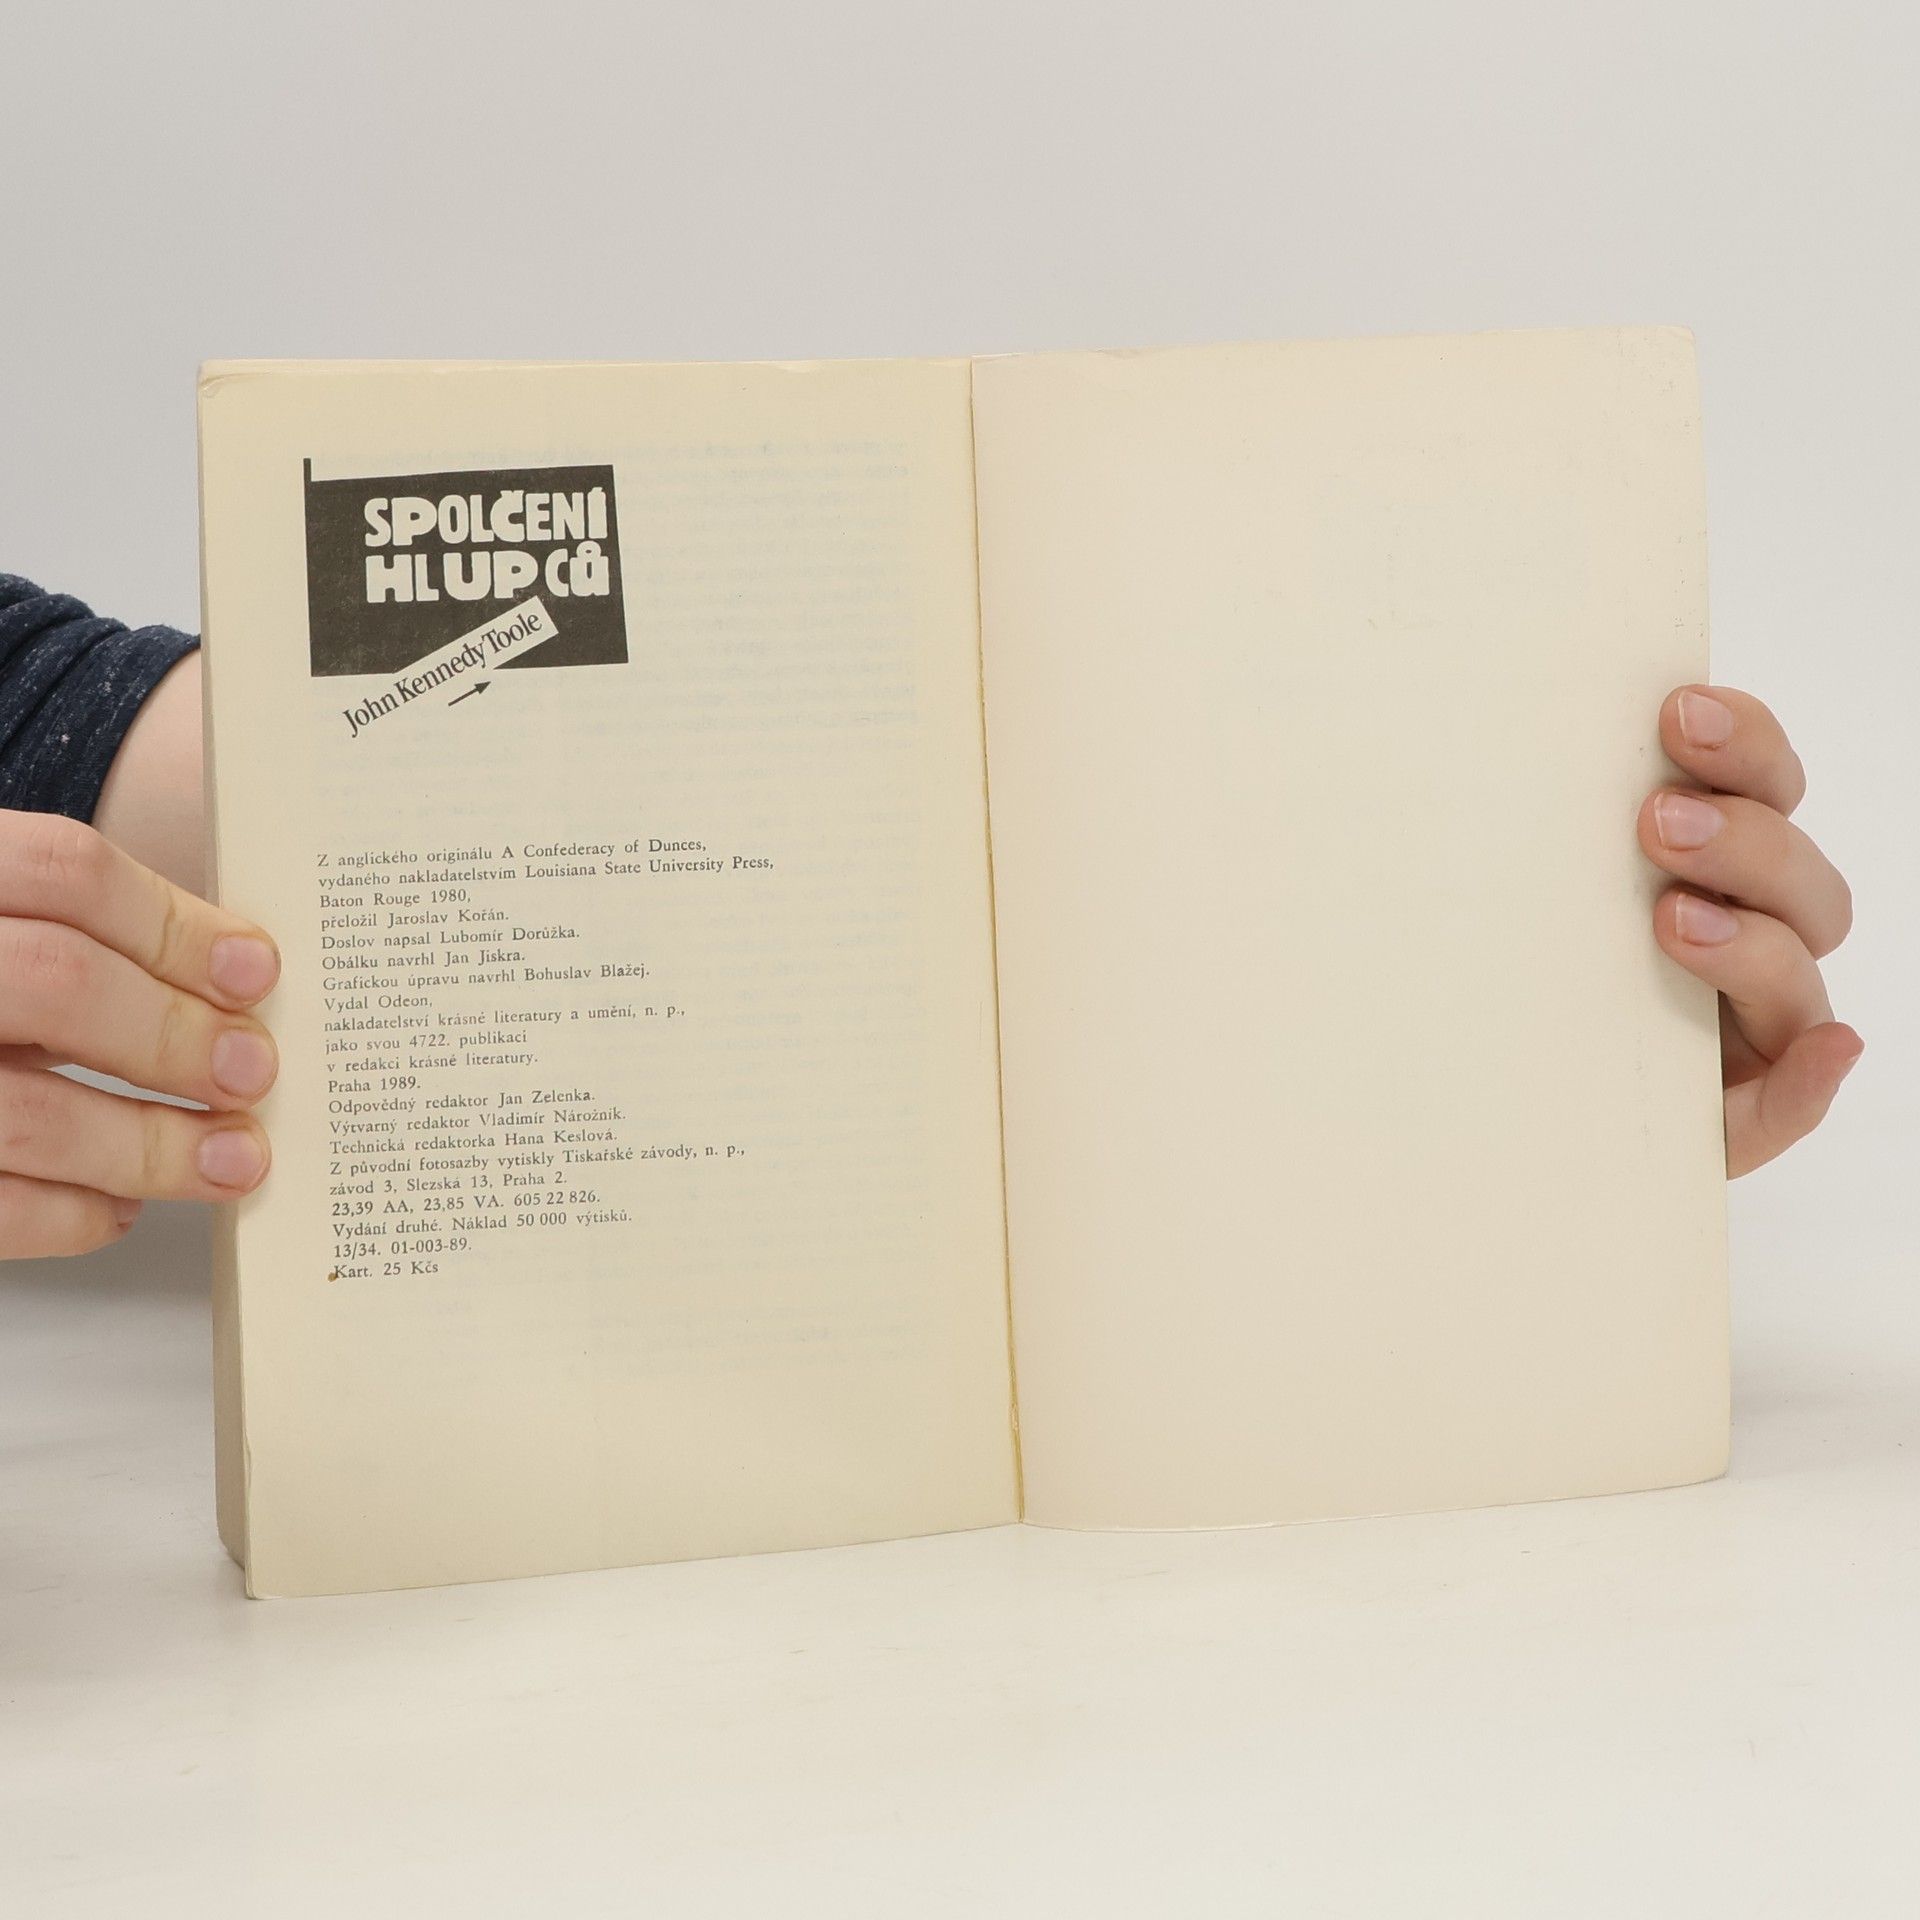 SPOLČENÍ
HLUPCŮ
John Kennedy Toole
Z anglického originálu A Confederacy of Dunces,
vydaného nakladatelstvím Louisiana State University Press,
Baton Rouge 1980,
přeložil Jaroslav Kořán.
Doslov napsal Lubomír Dorůžka.
Obálku navrhl Jan Jiskra.
Grafickou úpravu navrhl Bohuslav Blažej.
Vydal Odeon,
nakladatelství krásné literatury a umění, n. p.,
jako svou 4722. publikaci
v redakci krásné literatury.
Praha 1989.
Odpovědný redaktor Jan Zelenka.
Výtvarný redaktor Vladimír Nárožník.
Technická redaktorka Hana Keslová.
Z původní fotosazby vytiskly Tiskařské závody, n. p.,
závod 3, Slezská 13, Praha 2.
23,39 AA, 23,85 VA. 605 22 826.
Vydání druhé. Náklad 50 000 výtisků.
13/34. 01-003-89.
Kart. 25 Kčs